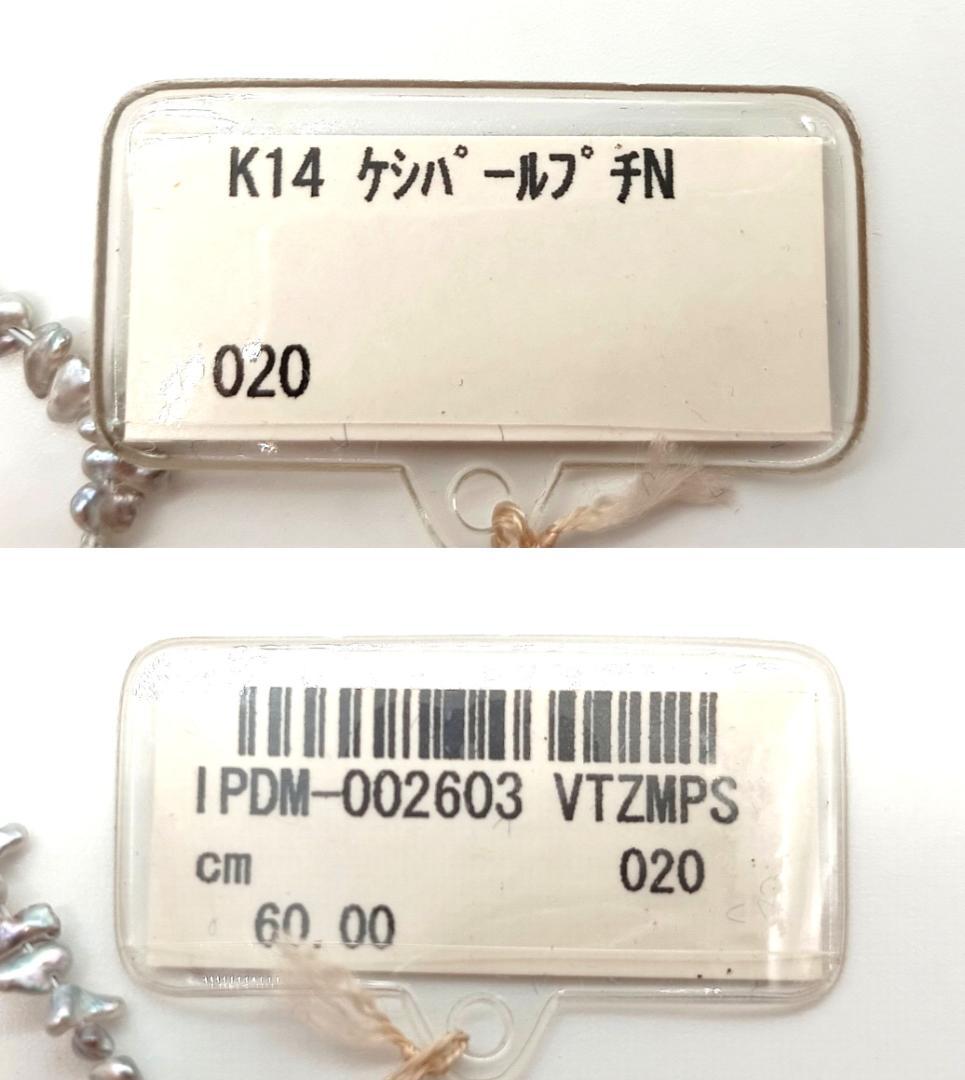 K14 ｹｼﾊﾟｰﾙﾌﾟﾁN
020
IPDM-002603 VTZMPS
cm 020
60.00